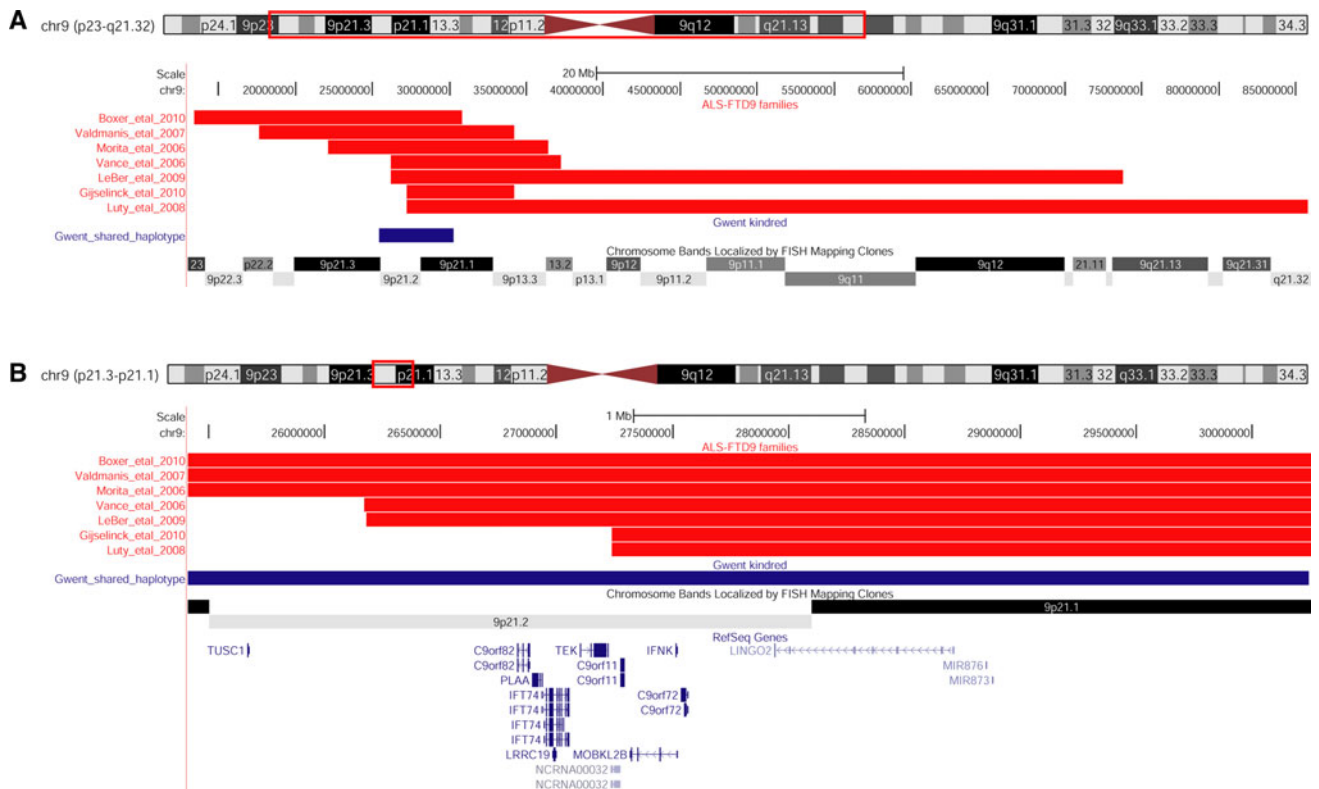 A
chr9 (p23-q21.32)
p24.1 9p23 9p21.3 p21.1 13.3 12 p11.2 9q12 q21.13 9q31.1 31.3 32 9q33.1 33.2 33.3 34.3
Scale 20 Mb
chr9: 20000000 25000000 30000000 35000000 40000000 45000000 50000000 55000000 60000000 65000000 70000000 75000000 80000000 85000000
ALS-FTD9 families
Boxer_etal_2010
Valdmanis_etal_2007
Morita_etal_2006
Vance_etal_2006
LeBer_etal_2009
Gijselinck_etal_2010
Luty_etal_2008
Gwent kindred
Gwent_shared_haplotype
Chromosome Bands Localized by FISH Mapping Clones
23 p22.2 9p21.3 9p21.1 13.2 9p12 9p11.1 9q12 21.11 9q21.13 9q21.31
9p22.3 9p21.2 9p13.3 p13.1 9p11.2 9q11 q21.32
B
chr9 (p21.3-p21.1)
p24.1 9p23 9p21.3 p21.1 13.3 12 p11.2 9q12 q21.13 9q31.1 31.3 32 q33.1 33.2 33.3 34.3
Scale 1 Mb
chr9: 26000000 26500000 27000000 27500000 28000000 28500000 29000000 29500000 30000000
ALS-FTD9 families
Boxer_etal_2010
Valdmanis_etal_2007
Morita_etal_2006
Vance_etal_2006
LeBer_etal_2009
Gijselinck_etal_2010
Luty_etal_2008
Gwent kindred
Gwent_shared_haplotype
Chromosome Bands Localized by FISH Mapping Clones
9p21.1
9p21.2
RefSeq Genes
TUSC1 C9orf82 TEK IFNK LINGO2
C9orf82 C9orf11 MIR876
PLAA C9orf11 MIR873
IFT74 C9orf72
IFT74 C9orf72
IFT74
IFT74
LRRC19 MOBKL2B
NCRNA00032
NCRNA00032